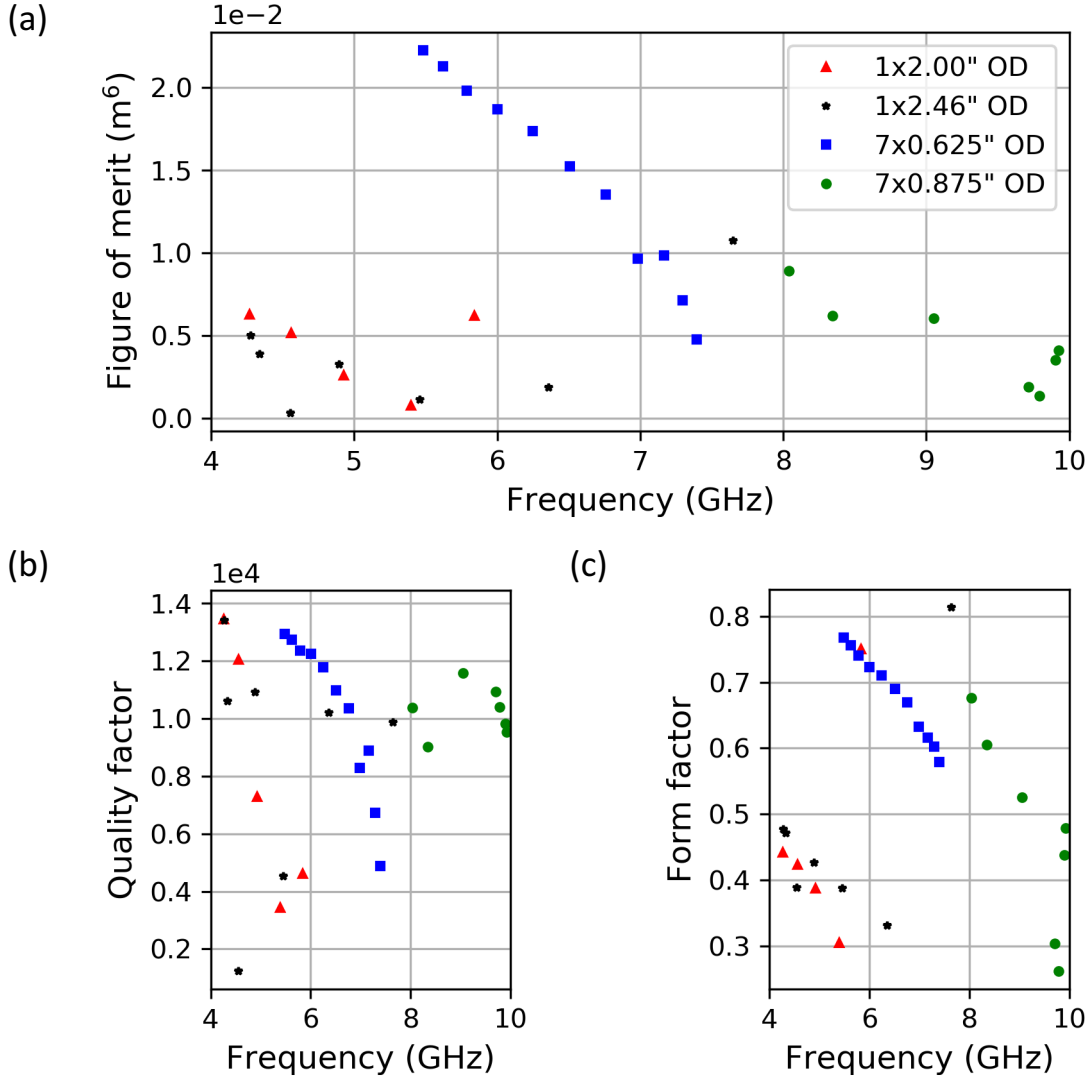 (a)
1e−2
Figure of merit (m⁶)
2.0
1.5
1.0
0.5
0.0
1x2.00" OD
1x2.46" OD
7x0.625" OD
7x0.875" OD
4 5 6 7 8 9 10
Frequency (GHz)
(b)
1e4
Quality factor
1.4
1.2
1.0
0.8
0.6
0.4
0.2
4 6 8 10
Frequency (GHz)
(c)
Form factor
0.8
0.7
0.6
0.5
0.4
0.3
4 6 8 10
Frequency (GHz)